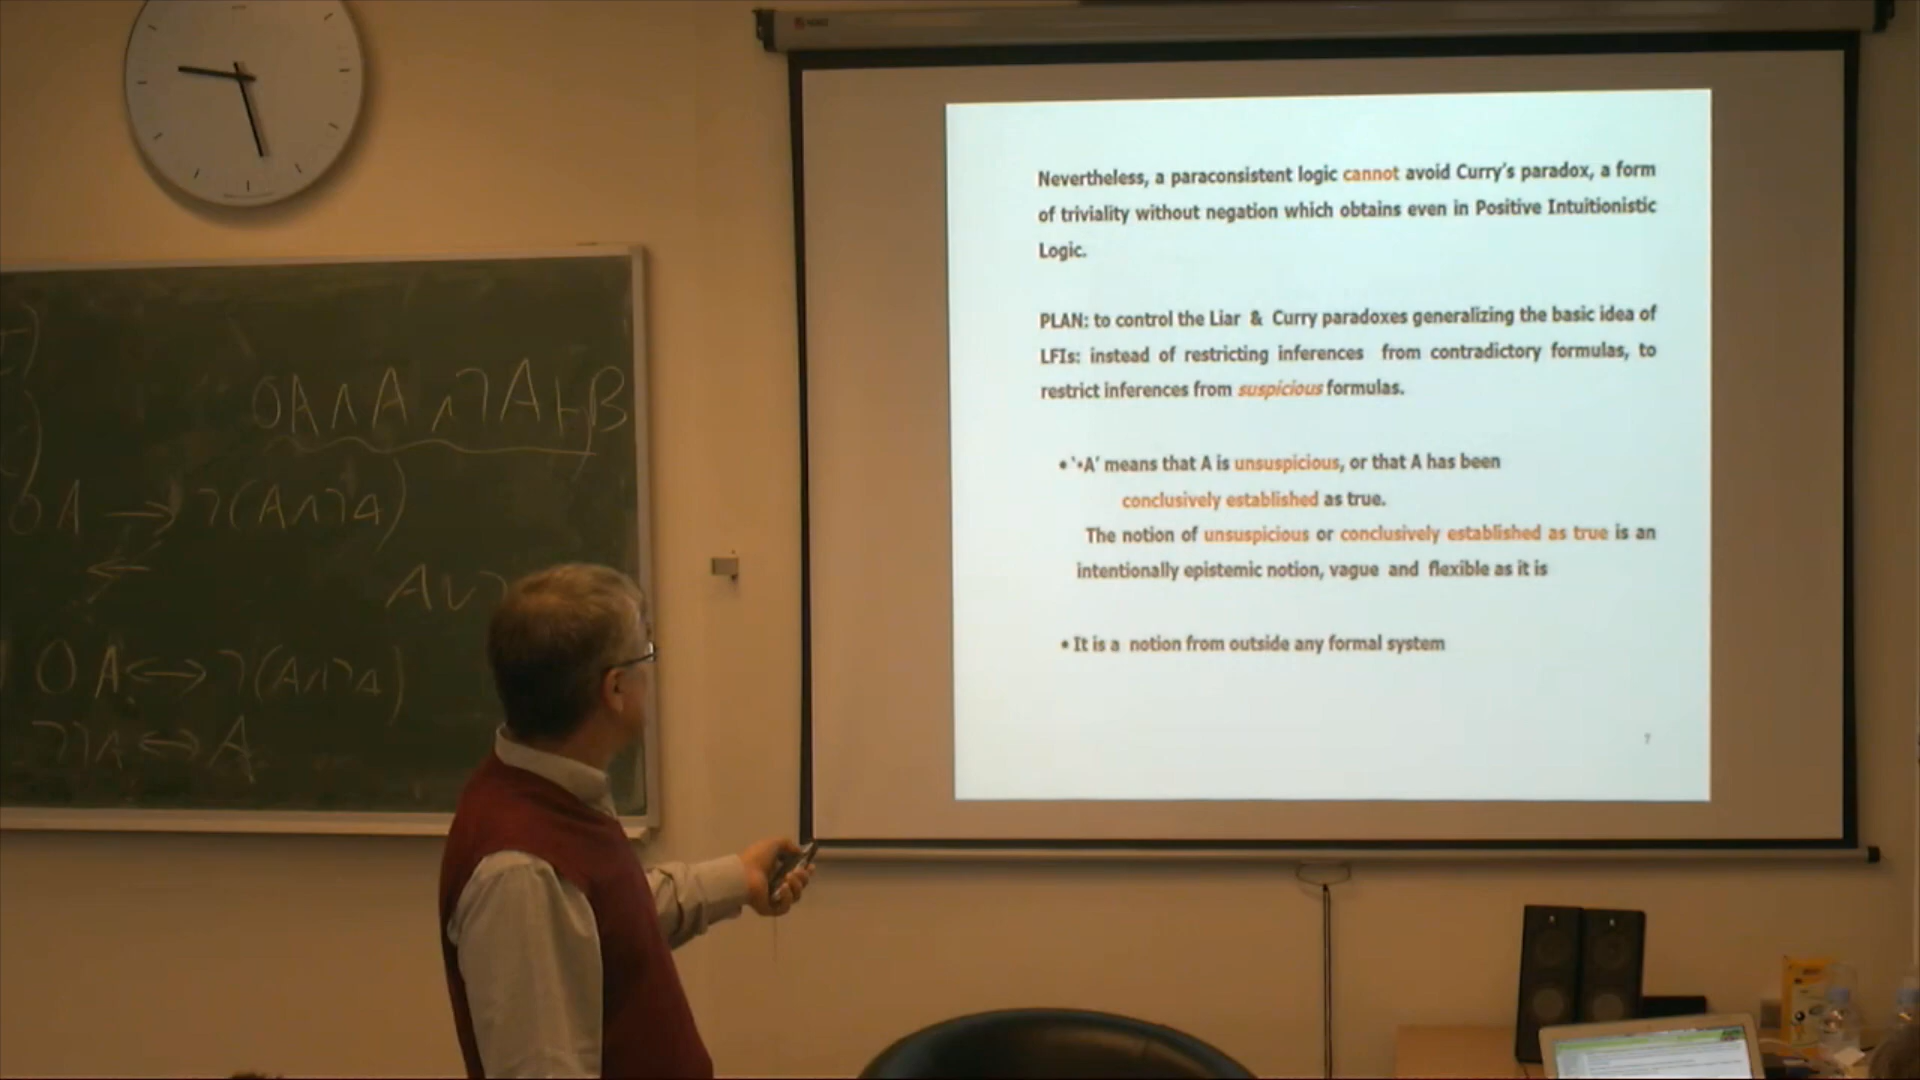 ○A∧A∧¬A⊢B
○A → ¬(A∧¬A)
←
A∨¬
○A ↔ ¬(A∧¬A)
¬¬A ↔ A
Nevertheless, a paraconsistent logic cannot avoid Curry's paradox, a form
of triviality without negation which obtains even in Positive Intuitionistic
Logic.
PLAN: to control the Liar & Curry paradoxes generalizing the basic idea of
LFIs: instead of restricting inferences from contradictory formulas, to
restrict inferences from suspicious formulas.
• '•A' means that A is unsuspicious, or that A has been
conclusively established as true.
The notion of unsuspicious or conclusively established as true is an
intentionally epistemic notion, vague and flexible as it is
• It is a notion from outside any formal system
7